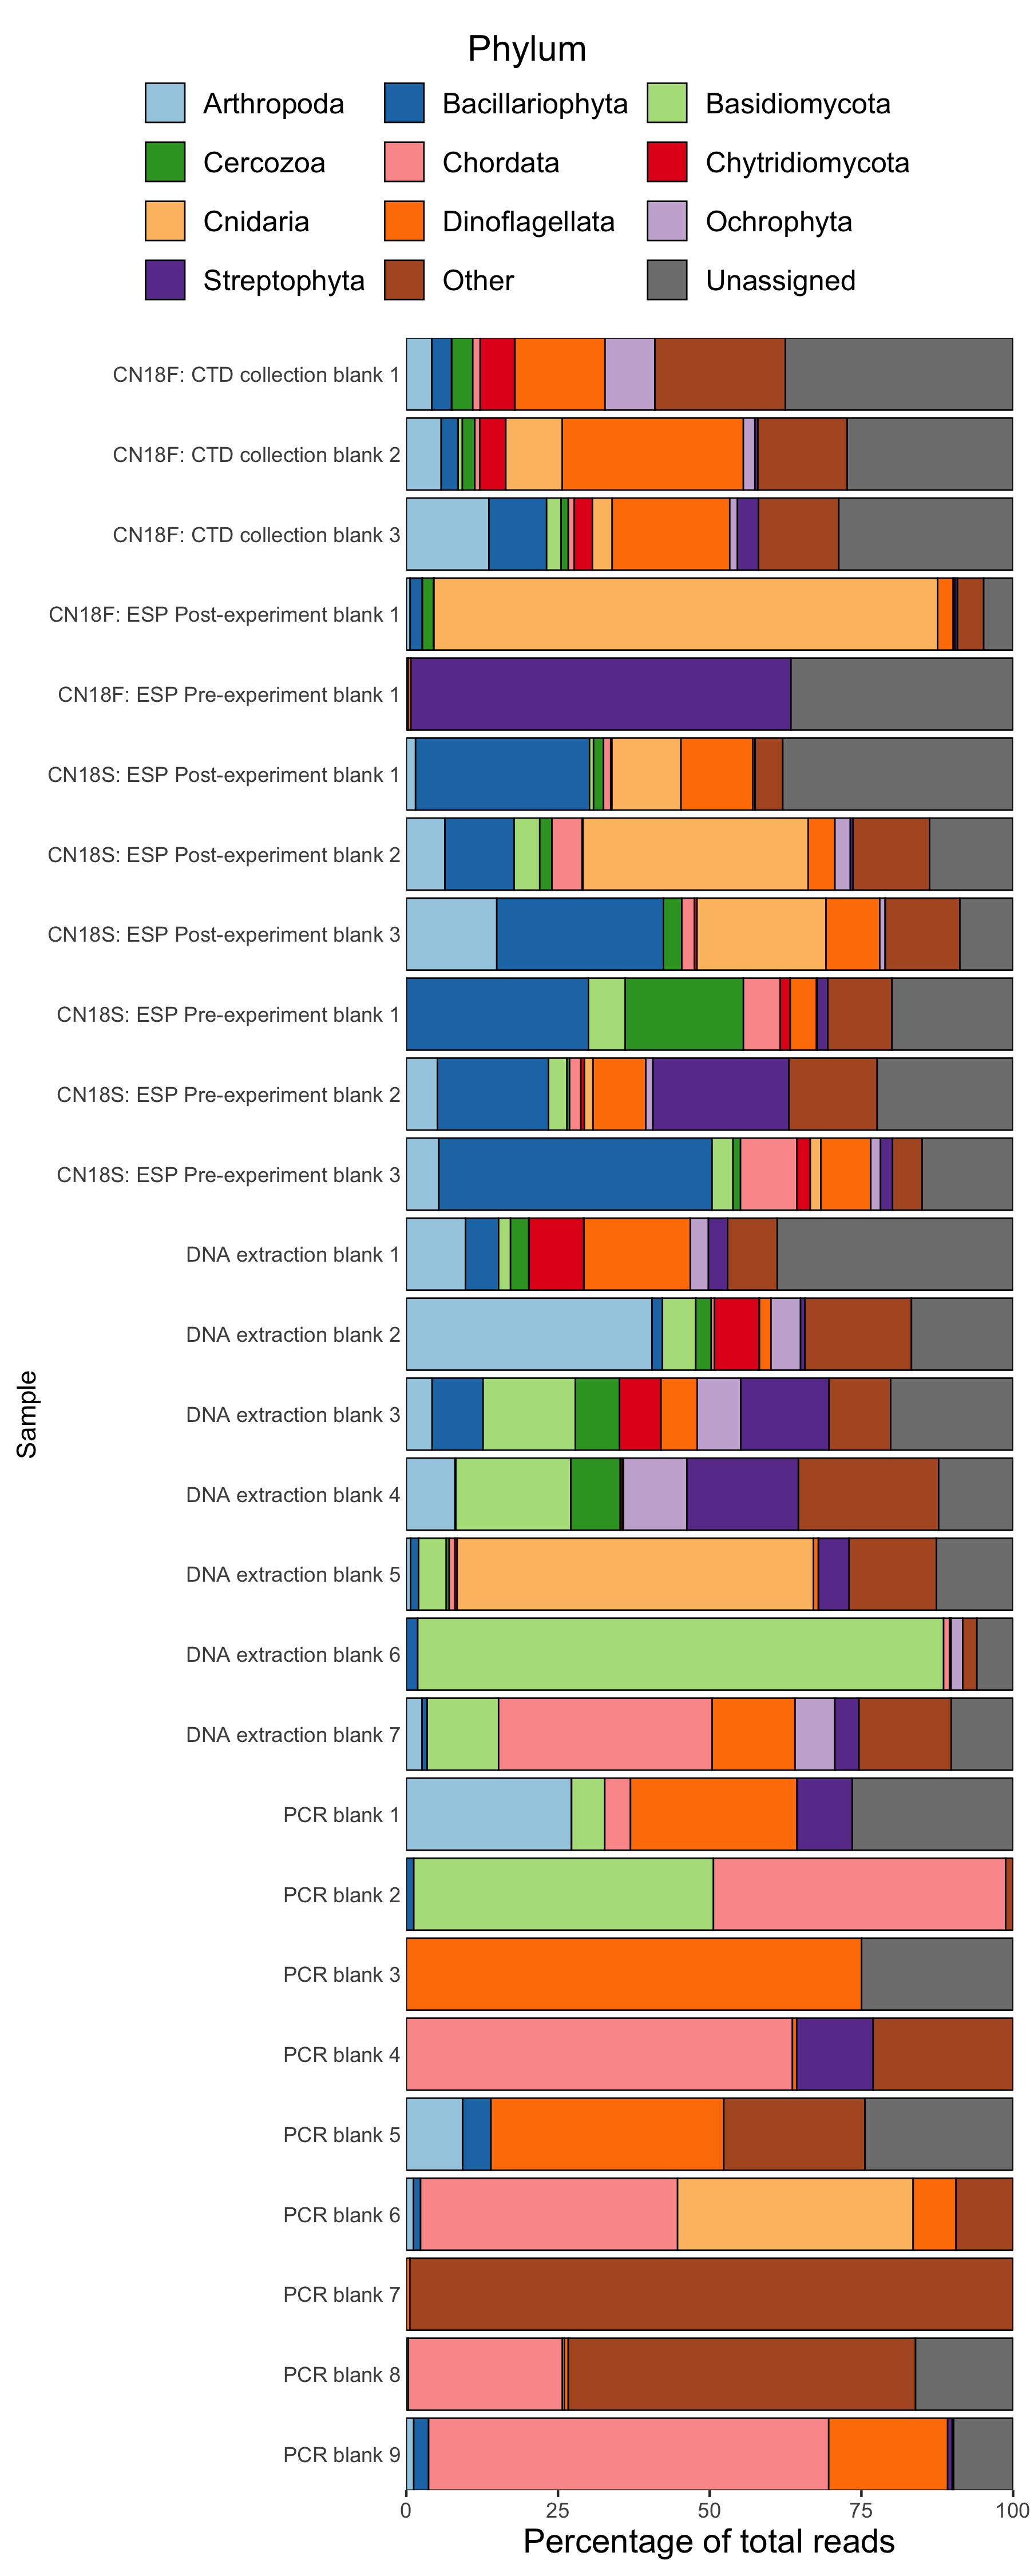 Phylum
Arthropoda Bacillariophyta Basidiomycota
Cercozoa Chordata Chytridiomycota
Cnidaria Dinoflagellata Ochrophyta
Streptophyta Other Unassigned
CN18F: CTD collection blank 1
CN18F: CTD collection blank 2
CN18F: CTD collection blank 3
CN18F: ESP Post-experiment blank 1
CN18F: ESP Pre-experiment blank 1
CN18S: ESP Post-experiment blank 1
CN18S: ESP Post-experiment blank 2
CN18S: ESP Post-experiment blank 3
CN18S: ESP Pre-experiment blank 1
CN18S: ESP Pre-experiment blank 2
CN18S: ESP Pre-experiment blank 3
DNA extraction blank 1
DNA extraction blank 2
DNA extraction blank 3
DNA extraction blank 4
DNA extraction blank 5
DNA extraction blank 6
DNA extraction blank 7
PCR blank 1
PCR blank 2
PCR blank 3
PCR blank 4
PCR blank 5
PCR blank 6
PCR blank 7
PCR blank 8
PCR blank 9
Sample
0 25 50 75 100
Percentage of total reads